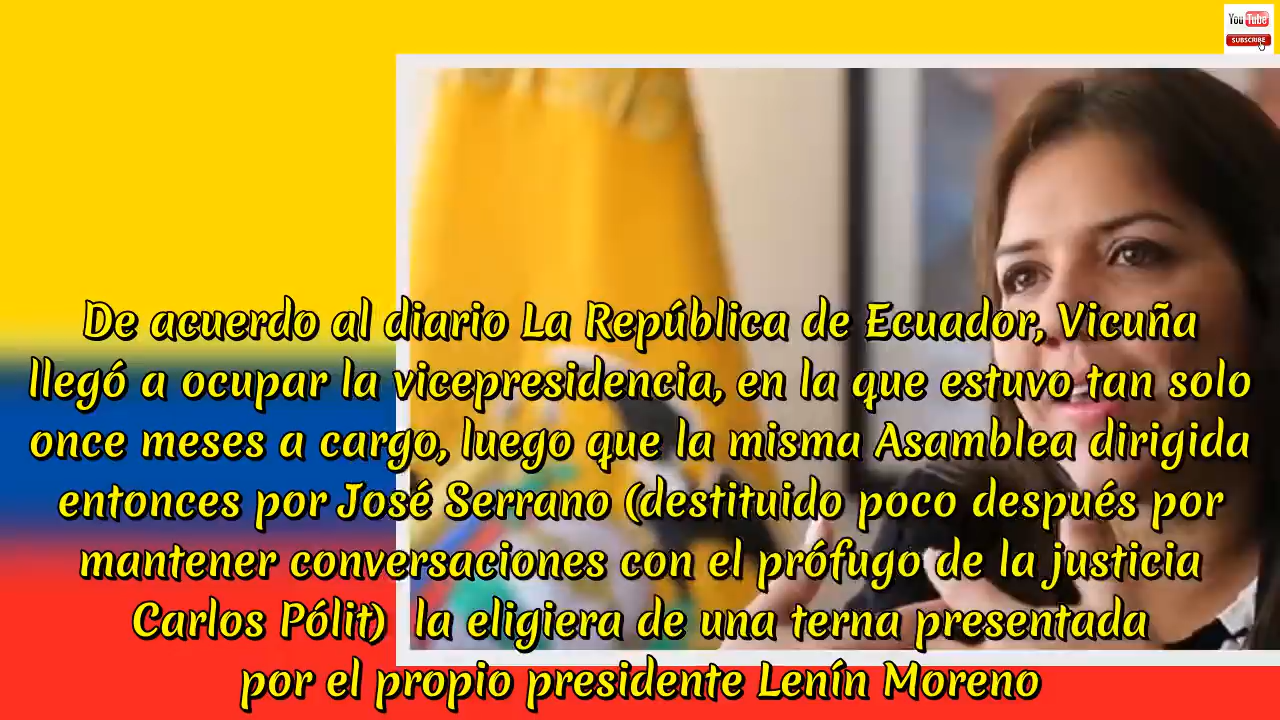 You Tube
SUBSCRIBE
De acuerdo al diario La República de Ecuador, Vicuña
llegó a ocupar la vicepresidencia, en la que estuvo tan solo
once meses a cargo, luego que la misma Asamblea dirigida
entonces por José Serrano (destituido poco después por
mantener conversaciones con el prófugo de la justicia
Carlos Pólit) la eligiera de una terna presentada
por el propio presidente Lenín Moreno